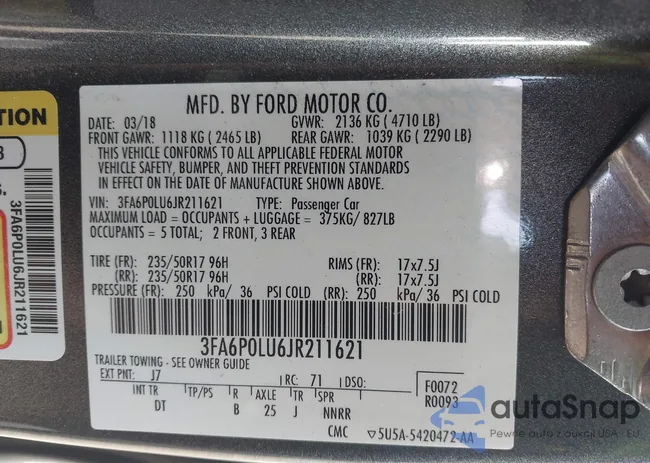 MFD. BY FORD MOTOR CO.
DATE: 03/18 GVWR: 2136 KG ( 4710 LB)
FRONT GAWR: 1118 KG ( 2465 LB) REAR GAWR: 1039 KG ( 2290 LB)
THIS VEHICLE CONFORMS TO ALL APPLICABLE FEDERAL MOTOR
VEHICLE SAFETY, BUMPER, AND THEFT PREVENTION STANDARDS
IN EFFECT ON THE DATE OF MANUFACTURE SHOWN ABOVE.
VIN: 3FA6P0LU6JR211621 TYPE: Passenger Car
MAXIMUM LOAD = OCCUPANTS + LUGGAGE = 375KG/ 827LB
OCCUPANTS = 5 TOTAL; 2 FRONT, 3 REAR
TIRE (FR): 235/50R17 96H RIMS (FR): 17x7.5J
(RR): 235/50R17 96H (RR): 17x7.5J
PRESSURE (FR): 250 kPa/ 36 PSI COLD (RR): 250 kPa/ 36 PSI COLD
3FA6P0LU6JR211621
TRAILER TOWING - SEE OWNER GUIDE
EXT PNT: J7 RC: 71 DSO: F0072
R0093
INT TR TP/PS R AXLE TR SPR
DT B 25 J NNRR
CMC 5U5A-5420472-AA
TION
3
S.
3FA6P0LU6JR211621
autoSnap
Pewne auto z aukcji USA - EU